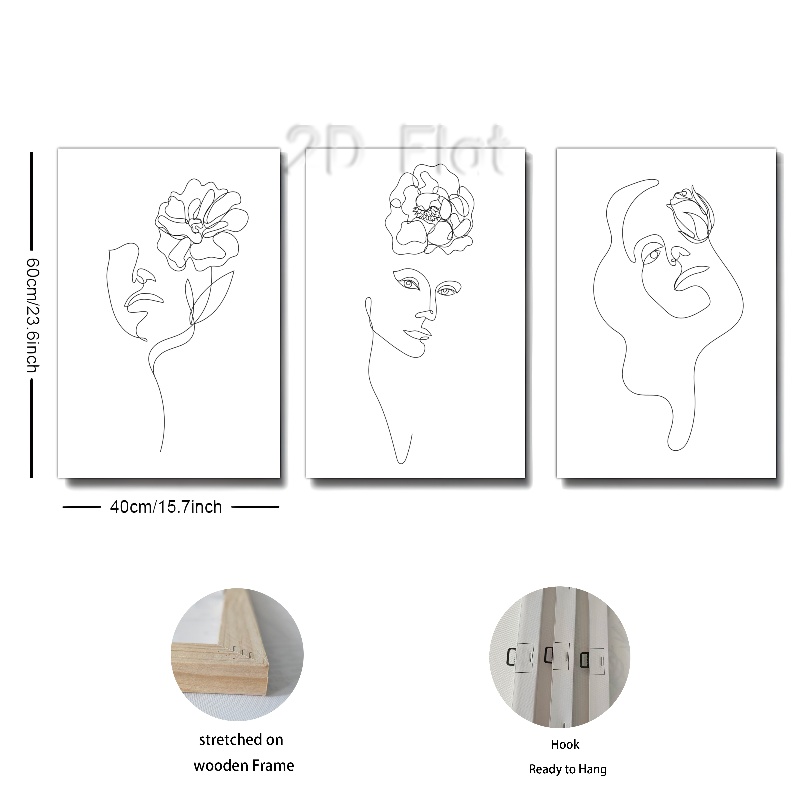 2D Flat
60cm/23.6inch
40cm/15.7inch
stretched on
wooden Frame
Hook
Ready to Hang